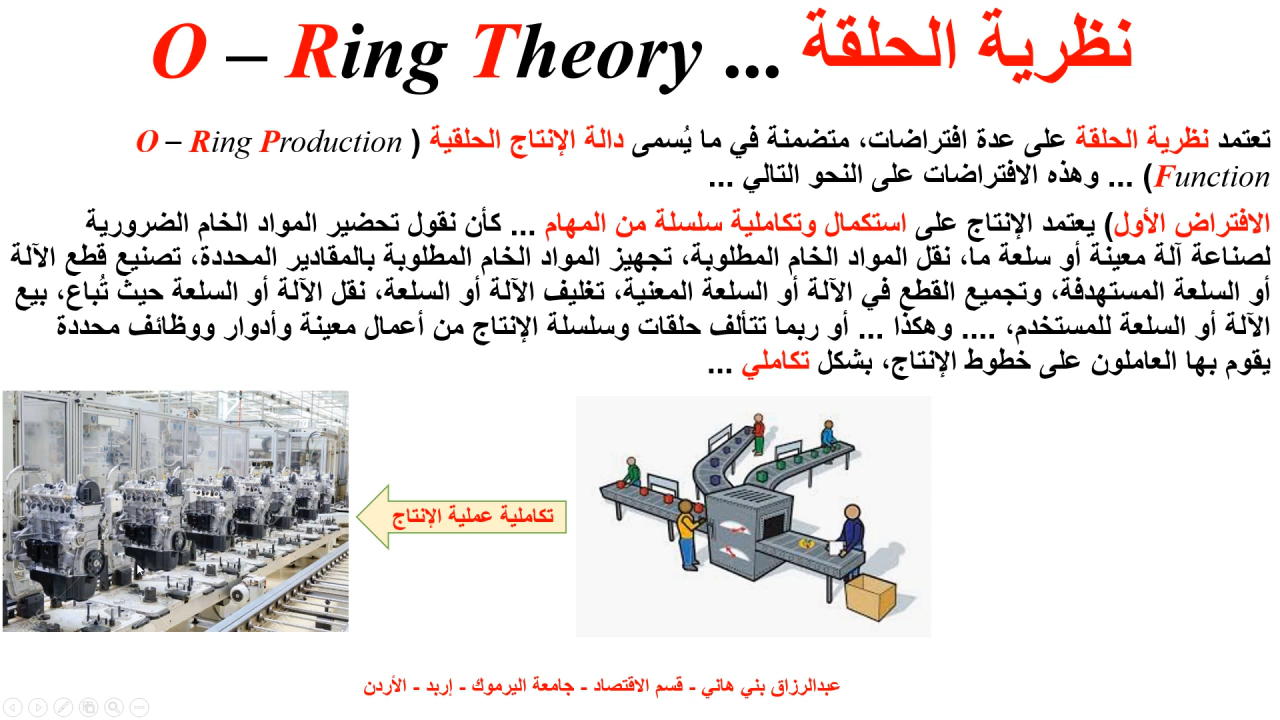 نظرية الحلقة ... O – Ring Theory
تعتمد نظرية الحلقة على عدة افتراضات، متضمنة في ما يُسمى دالة الإنتاج الحلقية ( O – Ring Production
Function) ... وهذه الافتراضات على النحو التالي ...
الافتراض الأول) يعتمد الإنتاج على استكمال وتكاملية سلسلة من المهام ... كأن نقول تحضير المواد الخام الضرورية
لصناعة آلة معينة أو سلعة ما، نقل المواد الخام المطلوبة، تجهيز المواد الخام المطلوبة بالمقادير المحددة، تصنيع قطع الآلة
أو السلعة المستهدفة، وتجميع القطع في الآلة أو السلعة المعنية، تغليف الآلة أو السلعة، نقل الآلة أو السلعة حيث تُباع، بيع
الآلة أو السلعة للمستخدم، .... وهكذا ... أو ربما تتألف حلقات وسلسلة الإنتاج من أعمال معينة وأدوار ووظائف محددة
يقوم بها العاملون على خطوط الإنتاج، بشكل تكاملي ...
تكاملية عملية الإنتاج
عبدالرزاق بني هاني - قسم الاقتصاد - جامعة اليرموك - إربد - الأردن